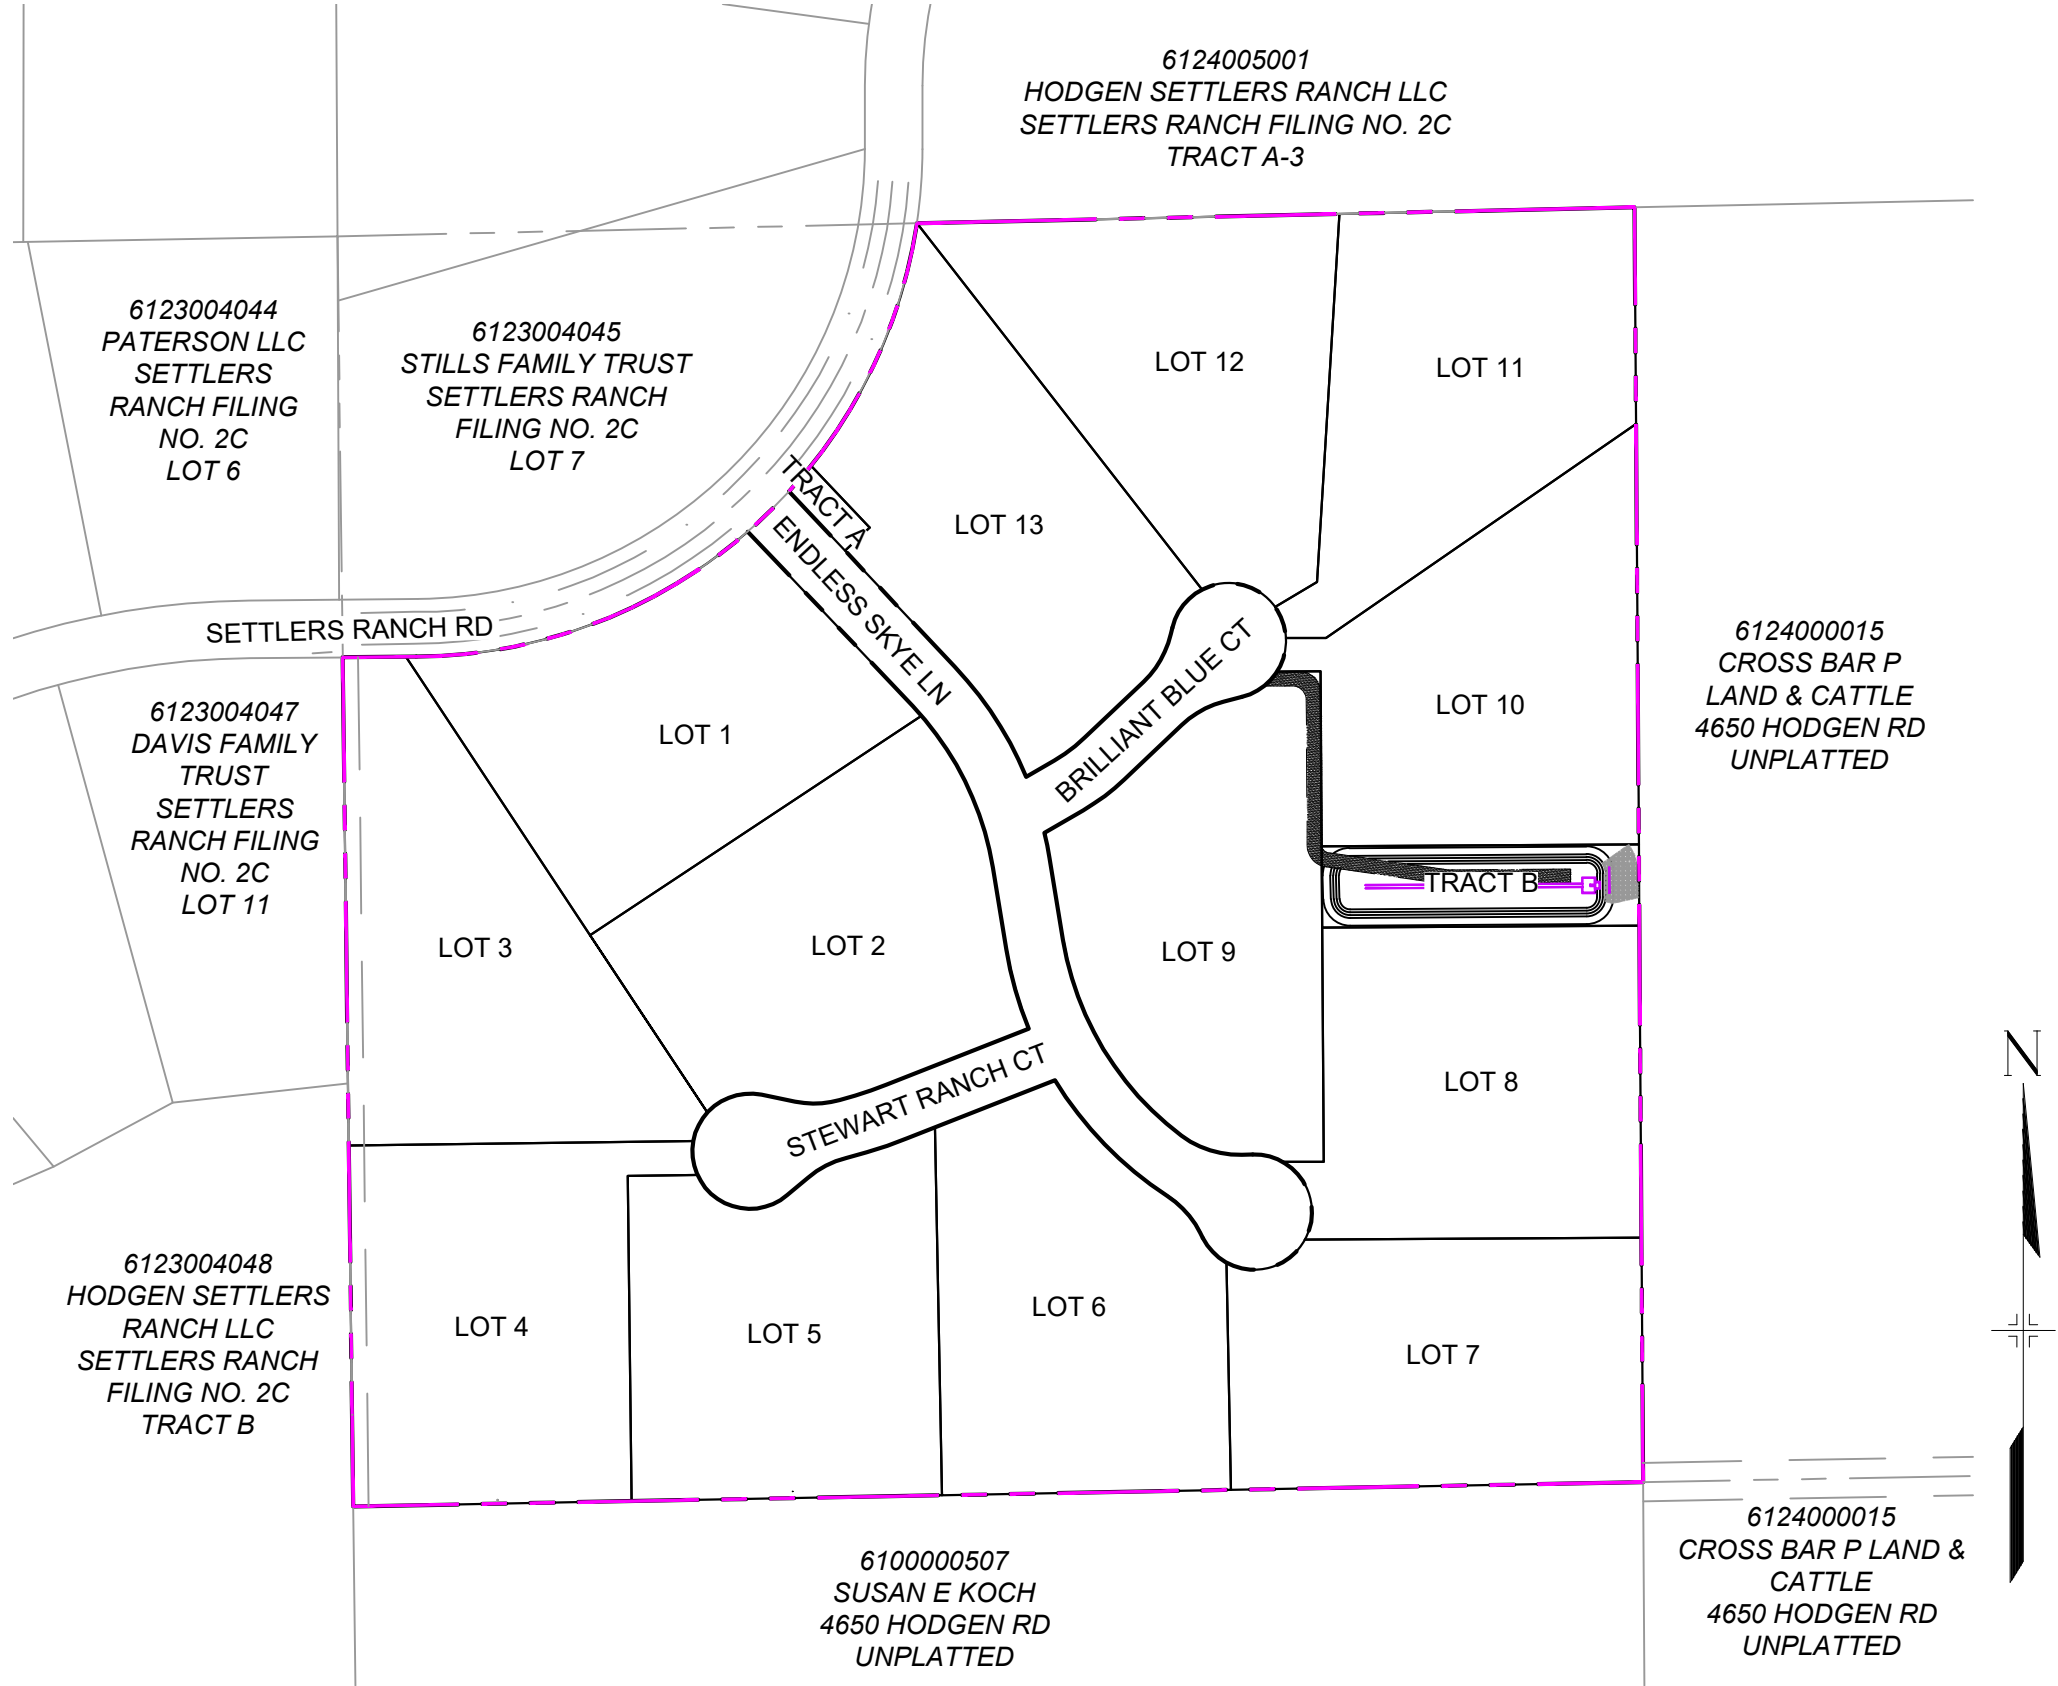 6124005001
HODGEN SETTLERS RANCH LLC
SETTLERS RANCH FILING NO. 2C
TRACT A-3
6123004044
PATERSON LLC
SETTLERS
RANCH FILING
NO. 2C
LOT 6
6123004045
STILLS FAMILY TRUST
SETTLERS RANCH
FILING NO. 2C
LOT 7
LOT 12
LOT 11
TRACT A
LOT 13
ENDLESS SKYE LN
SETTLERS RANCH RD
BRILLIANT BLUE CT
6124000015
CROSS BAR P
LAND & CATTLE
4650 HODGEN RD
UNPLATTED
6123004047
DAVIS FAMILY
TRUST
SETTLERS
RANCH FILING
NO. 2C
LOT 11
LOT 1
LOT 10
TRACT B
LOT 3
LOT 2
LOT 9
STEWART RANCH CT
LOT 8
N
6123004048
HODGEN SETTLERS
RANCH LLC
SETTLERS RANCH
FILING NO. 2C
TRACT B
LOT 4
LOT 5
LOT 6
LOT 7
6100000507
SUSAN E KOCH
4650 HODGEN RD
UNPLATTED
6124000015
CROSS BAR P LAND &
CATTLE
4650 HODGEN RD
UNPLATTED